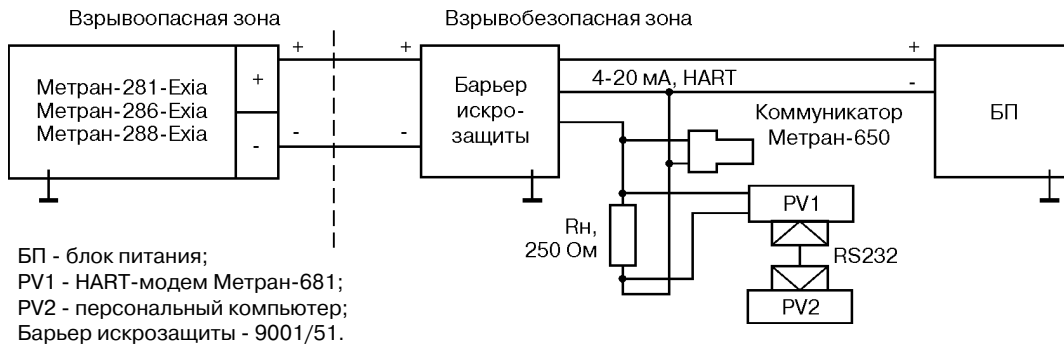 Взрывоопасная зона
Взрывобезопасная зона
+
+
+
Метран-281-Exia
Метран-286-Exia
Метран-288-Exia
+
-
-
-
Барьер
искро-
защиты
4-20 мА, HART
-
Коммуникатор
Метран-650
БП
Rн,
250 Ом
PV1
RS232
PV2
БП - блок питания;
PV1 - HART-модем Метран-681;
PV2 - персональный компьютер;
Барьер искрозащиты - 9001/51.